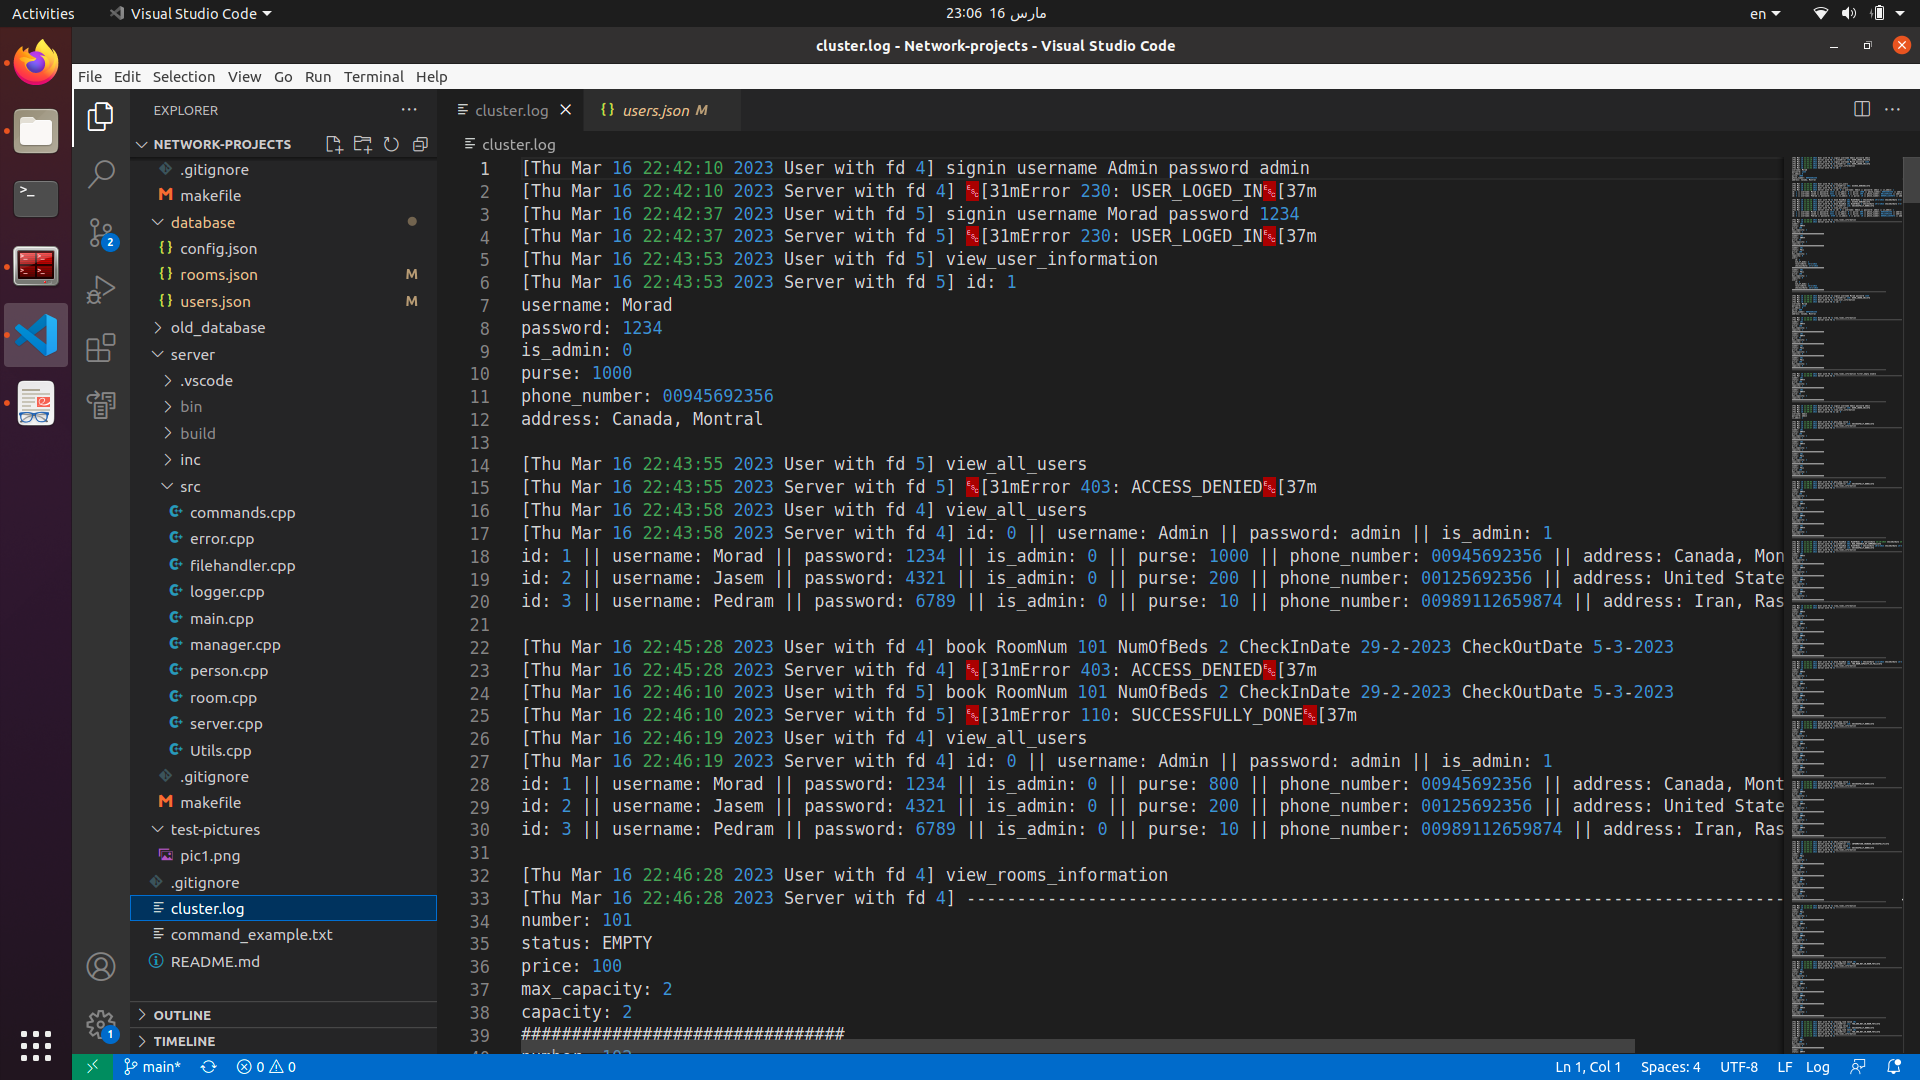 Activities
Visual Studio Code
23:06 16 مارس
en
cluster.log - Network-projects - Visual Studio Code
File Edit Selection View Go Run Terminal Help
EXPLORER
NETWORK-PROJECTS
.gitignore
makefile
database
config.json
rooms.json M
users.json M
old_database
server
.vscode
bin
build
inc
src
commands.cpp
error.cpp
filehandler.cpp
logger.cpp
main.cpp
manager.cpp
person.cpp
room.cpp
server.cpp
Utils.cpp
.gitignore
makefile
test-pictures
pic1.png
.gitignore
cluster.log
command_example.txt
README.md
OUTLINE
TIMELINE
2
1
cluster.log
users.json M
cluster.log
1 [Thu Mar 16 22:42:10 2023 User with fd 4] signin username Admin password admin
2 [Thu Mar 16 22:42:10 2023 Server with fd 4] [31mError 230: USER_LOGED_IN[37m
3 [Thu Mar 16 22:42:37 2023 User with fd 5] signin username Morad password 1234
4 [Thu Mar 16 22:42:37 2023 Server with fd 5] [31mError 230: USER_LOGED_IN[37m
5 [Thu Mar 16 22:43:53 2023 User with fd 5] view_user_information
6 [Thu Mar 16 22:43:53 2023 Server with fd 5] id: 1
7 username: Morad
8 password: 1234
9 is_admin: 0
10 purse: 1000
11 phone_number: 00945692356
12 address: Canada, Montral
13
14 [Thu Mar 16 22:43:55 2023 User with fd 5] view_all_users
15 [Thu Mar 16 22:43:55 2023 Server with fd 5] [31mError 403: ACCESS_DENIED[37m
16 [Thu Mar 16 22:43:58 2023 User with fd 4] view_all_users
17 [Thu Mar 16 22:43:58 2023 Server with fd 4] id: 0 || username: Admin || password: admin || is_admin: 1
18 id: 1 || username: Morad || password: 1234 || is_admin: 0 || purse: 1000 || phone_number: 00945692356 || address: Canada, Mon
19 id: 2 || username: Jasem || password: 4321 || is_admin: 0 || purse: 200 || phone_number: 00125692356 || address: United State
20 id: 3 || username: Pedram || password: 6789 || is_admin: 0 || purse: 10 || phone_number: 00989112659874 || address: Iran, Ras
21
22 [Thu Mar 16 22:45:28 2023 User with fd 4] book RoomNum 101 NumOfBeds 2 CheckInDate 29-2-2023 CheckOutDate 5-3-2023
23 [Thu Mar 16 22:45:28 2023 Server with fd 4] [31mError 403: ACCESS_DENIED[37m
24 [Thu Mar 16 22:46:10 2023 User with fd 5] book RoomNum 101 NumOfBeds 2 CheckInDate 29-2-2023 CheckOutDate 5-3-2023
25 [Thu Mar 16 22:46:10 2023 Server with fd 5] [31mError 110: SUCCESSFULLY_DONE[37m
26 [Thu Mar 16 22:46:19 2023 User with fd 4] view_all_users
27 [Thu Mar 16 22:46:19 2023 Server with fd 4] id: 0 || username: Admin || password: admin || is_admin: 1
28 id: 1 || username: Morad || password: 1234 || is_admin: 0 || purse: 800 || phone_number: 00945692356 || address: Canada, Mont
29 id: 2 || username: Jasem || password: 4321 || is_admin: 0 || purse: 200 || phone_number: 00125692356 || address: United State
30 id: 3 || username: Pedram || password: 6789 || is_admin: 0 || purse: 10 || phone_number: 00989112659874 || address: Iran, Ras
31
32 [Thu Mar 16 22:46:28 2023 User with fd 4] view_rooms_information
33 [Thu Mar 16 22:46:28 2023 Server with fd 4] ---------------------------------------------------------------------------------
34 number: 101
35 status: EMPTY
36 price: 100
37 max_capacity: 2
38 capacity: 2
39 ################################
main* 0 0
Ln 1, Col 1 Spaces: 4 UTF-8 LF Log